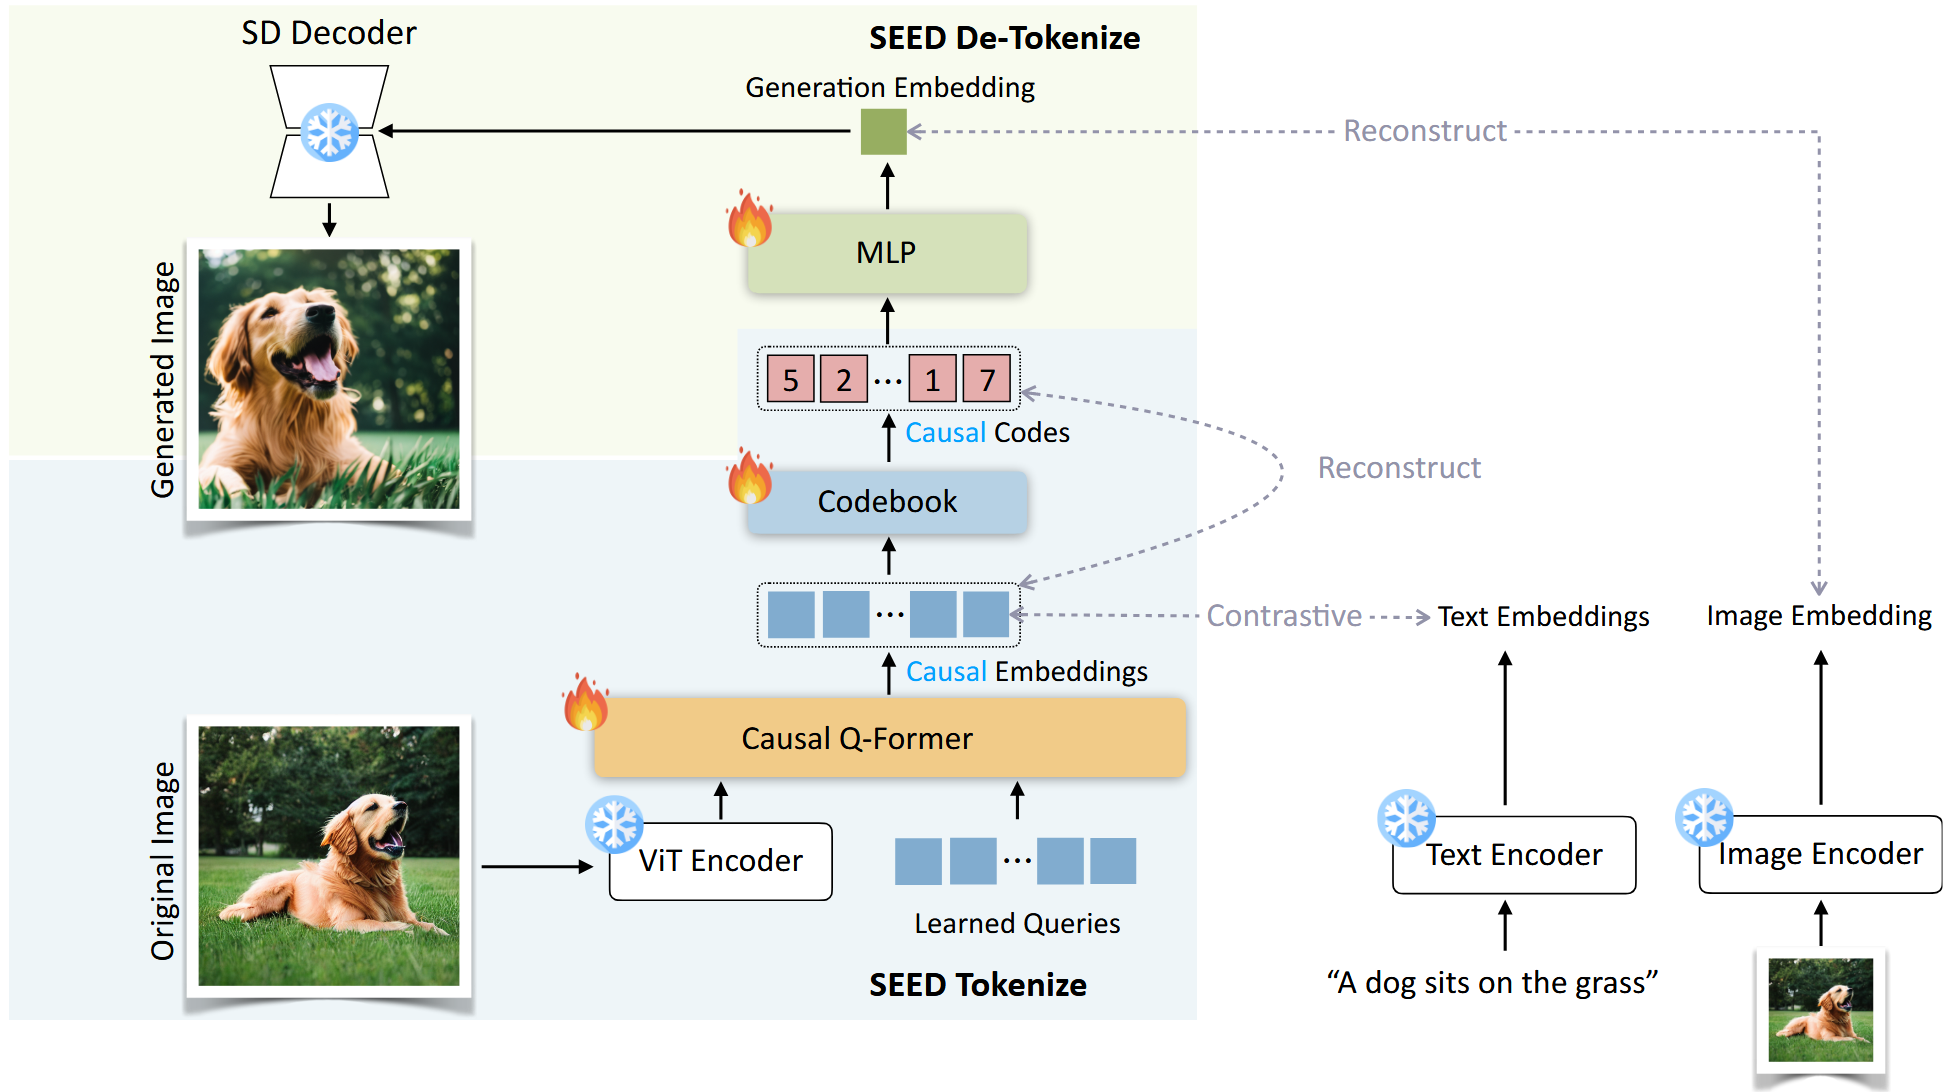 SD Decoder
SEED De-Tokenize
Generation Embedding
Reconstruct
MLP
Generated Image
5 2 ... 1 7
Causal Codes
Reconstruct
Codebook
...
Contrastive
Text Embeddings
Image Embedding
Causal Embeddings
Causal Q-Former
Original Image
ViT Encoder
...
Text Encoder
Image Encoder
Learned Queries
SEED Tokenize
“A dog sits on the grass”